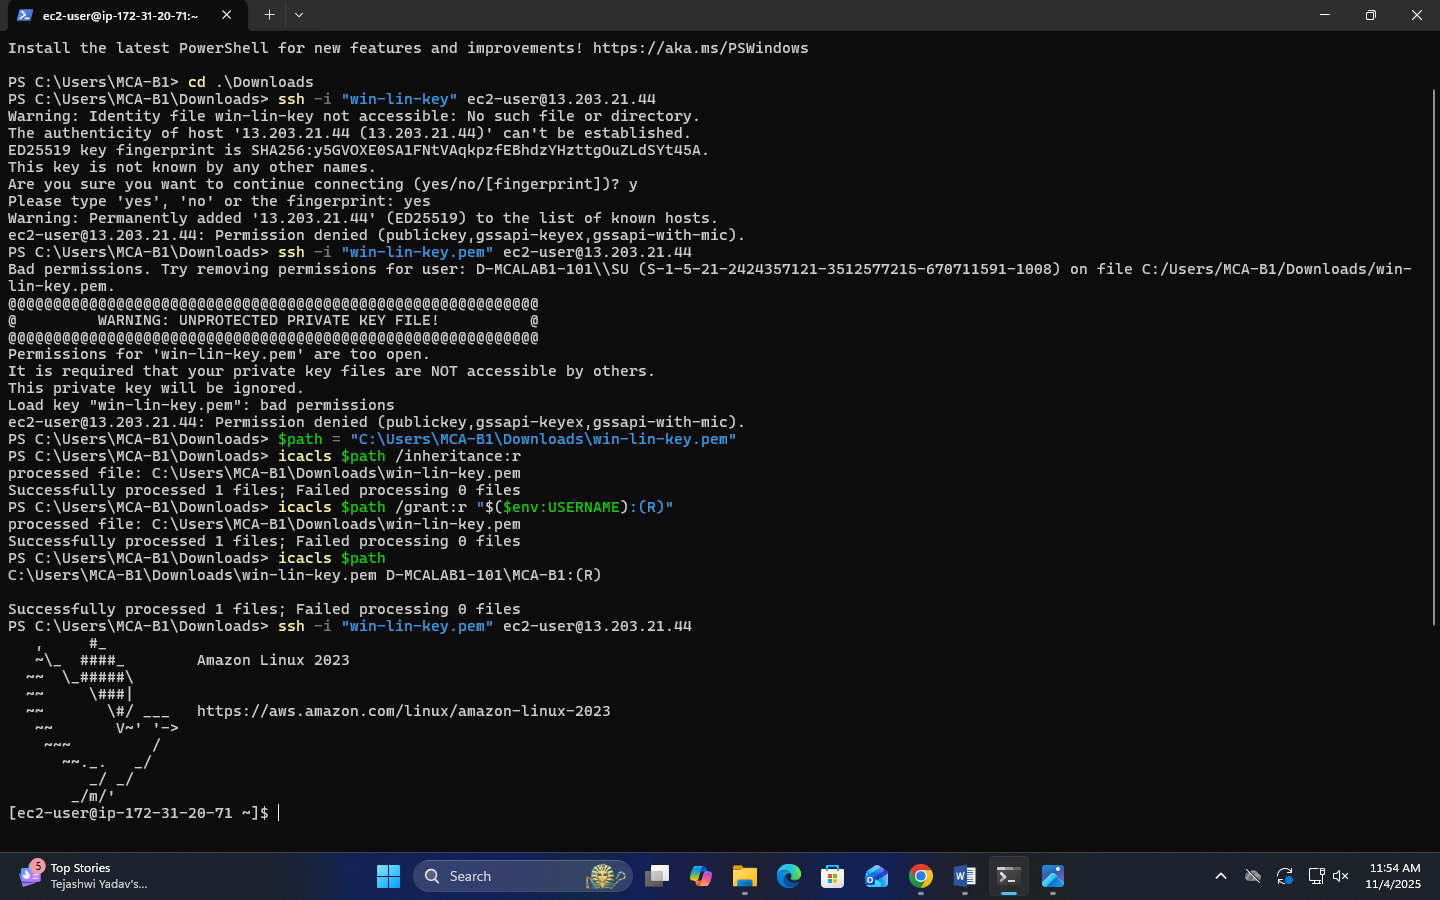 ec2-user@ip-172-31-20-71:~
Install the latest PowerShell for new features and improvements! https://aka.ms/PSWindows
PS C:\Users\MCA-B1> cd .\Downloads
PS C:\Users\MCA-B1\Downloads> ssh -i "win-lin-key" ec2-user@13.203.21.44
Warning: Identity file win-lin-key not accessible: No such file or directory.
The authenticity of host '13.203.21.44 (13.203.21.44)' can't be established.
ED25519 key fingerprint is SHA256:y5GVOXE0SA1FNtVAqkpzfEBhdzYHzttgOuZLdSYt45A.
This key is not known by any other names.
Are you sure you want to continue connecting (yes/no/[fingerprint])? y
Please type 'yes', 'no' or the fingerprint: yes
Warning: Permanently added '13.203.21.44' (ED25519) to the list of known hosts.
ec2-user@13.203.21.44: Permission denied (publickey,gssapi-keyex,gssapi-with-mic).
PS C:\Users\MCA-B1\Downloads> ssh -i "win-lin-key.pem" ec2-user@13.203.21.44
Bad permissions. Try removing permissions for user: D-MCALAB1-101\\SU (S-1-5-21-2424357121-3512577215-670711591-1008) on file C:/Users/MCA-B1/Downloads/win-
lin-key.pem.
@@@@@@@@@@@@@@@@@@@@@@@@@@@@@@@@@@@@@@@@@@@@@@@@@@@@@@@@@@@
@         WARNING: UNPROTECTED PRIVATE KEY FILE!          @
@@@@@@@@@@@@@@@@@@@@@@@@@@@@@@@@@@@@@@@@@@@@@@@@@@@@@@@@@@@
Permissions for 'win-lin-key.pem' are too open.
It is required that your private key files are NOT accessible by others.
This private key will be ignored.
Load key "win-lin-key.pem": bad permissions
ec2-user@13.203.21.44: Permission denied (publickey,gssapi-keyex,gssapi-with-mic).
PS C:\Users\MCA-B1\Downloads> $path = "C:\Users\MCA-B1\Downloads\win-lin-key.pem"
PS C:\Users\MCA-B1\Downloads> icacls $path /inheritance:r
processed file: C:\Users\MCA-B1\Downloads\win-lin-key.pem
Successfully processed 1 files; Failed processing 0 files
PS C:\Users\MCA-B1\Downloads> icacls $path /grant:r "$($env:USERNAME):(R)"
processed file: C:\Users\MCA-B1\Downloads\win-lin-key.pem
Successfully processed 1 files; Failed processing 0 files
PS C:\Users\MCA-B1\Downloads> icacls $path
C:\Users\MCA-B1\Downloads\win-lin-key.pem D-MCALAB1-101\MCA-B1:(R)
Successfully processed 1 files; Failed processing 0 files
PS C:\Users\MCA-B1\Downloads> ssh -i "win-lin-key.pem" ec2-user@13.203.21.44
   ,     #_
   ~\_  ####_        Amazon Linux 2023
  ~~  \_#####\
  ~~     \###|
  ~~       \#/ ___   https://aws.amazon.com/linux/amazon-linux-2023
   ~~       V~' '->
    ~~~         /
      ~~._.   _/
         _/ _/
       _/m/'
[ec2-user@ip-172-31-20-71 ~]$
5
Top Stories
Tejashwi Yadav's...
Search
11:54 AM
11/4/2025